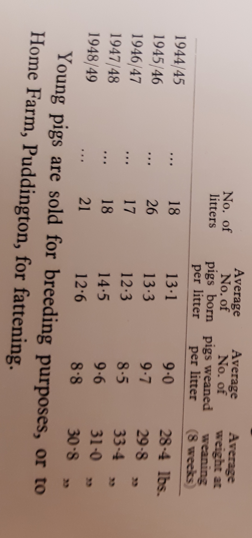 Average Average Average
No. of No. of No. of weight at
litters pigs born pigs weaned weaning
per litter per litter (8 weeks)
1944/45 ... 18 13·1 9·0 28·4 lbs.
1945/46 ... 26 13·3 9·7 29·8 ,,
1946/47 ... 17 12·3 8·5 33·4 ,,
1947/48 ... 18 14·5 9·6 31·0 ,,
1948/49 ... 21 12·6 8·8 30·8 ,,
Young pigs are sold for breeding purposes, or to
Home Farm, Puddington, for fattening.